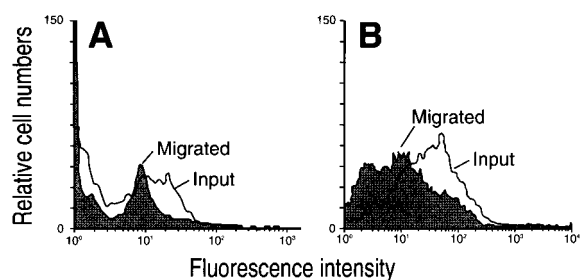 Relative cell numbers
150
A
Migrated
Input
0
10⁰ 10¹ 10² 10³
150
B
Migrated
Input
0
10⁰ 10¹ 10² 10³ 10⁴
Fluorescence intensity